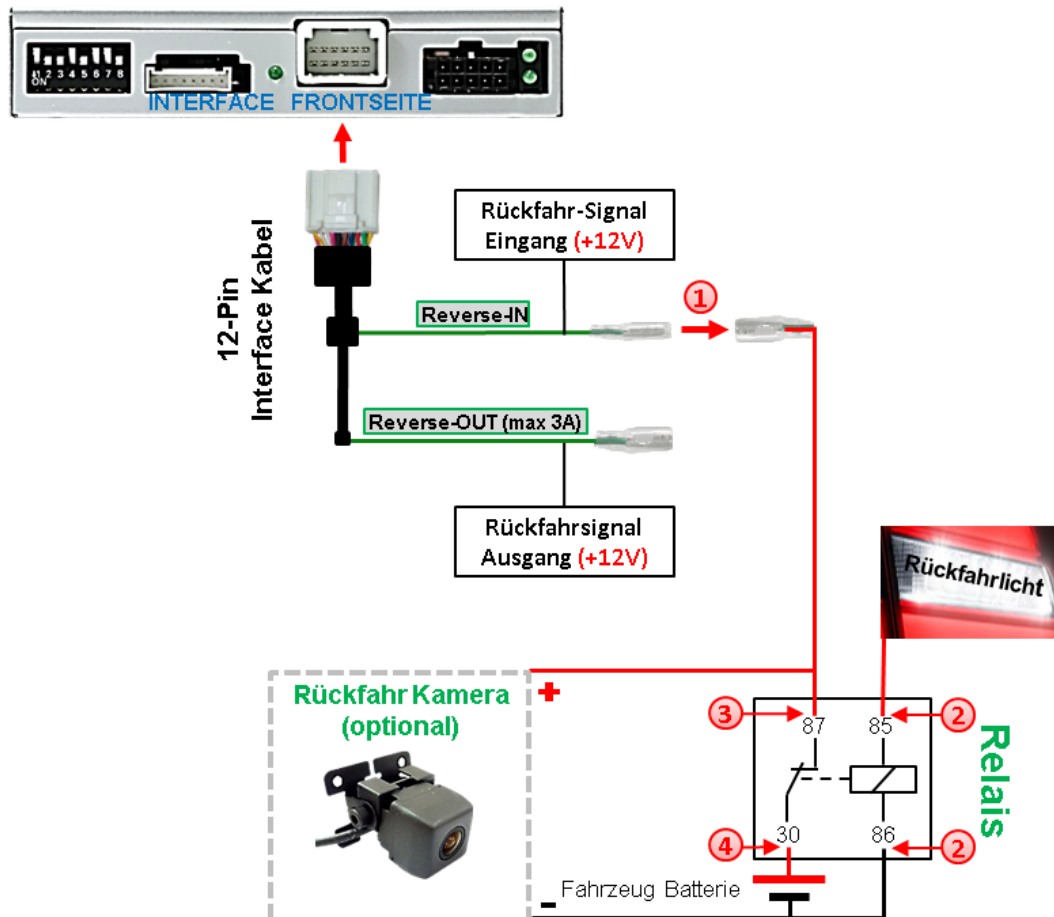 1 2 3 4 5 6 7 8
ON
INTERFACE FRONTSEITE
12-Pin
Interface Kabel
Rückfahr-Signal
Eingang (+12V)
Reverse-IN
1
Reverse-OUT (max 3A)
Rückfahrsignal
Ausgang (+12V)
Rückfahrlicht
Rückfahr Kamera
(optional)
+
3
87
85
2
Relais
30
86
4
2
- Fahrzeug Batterie